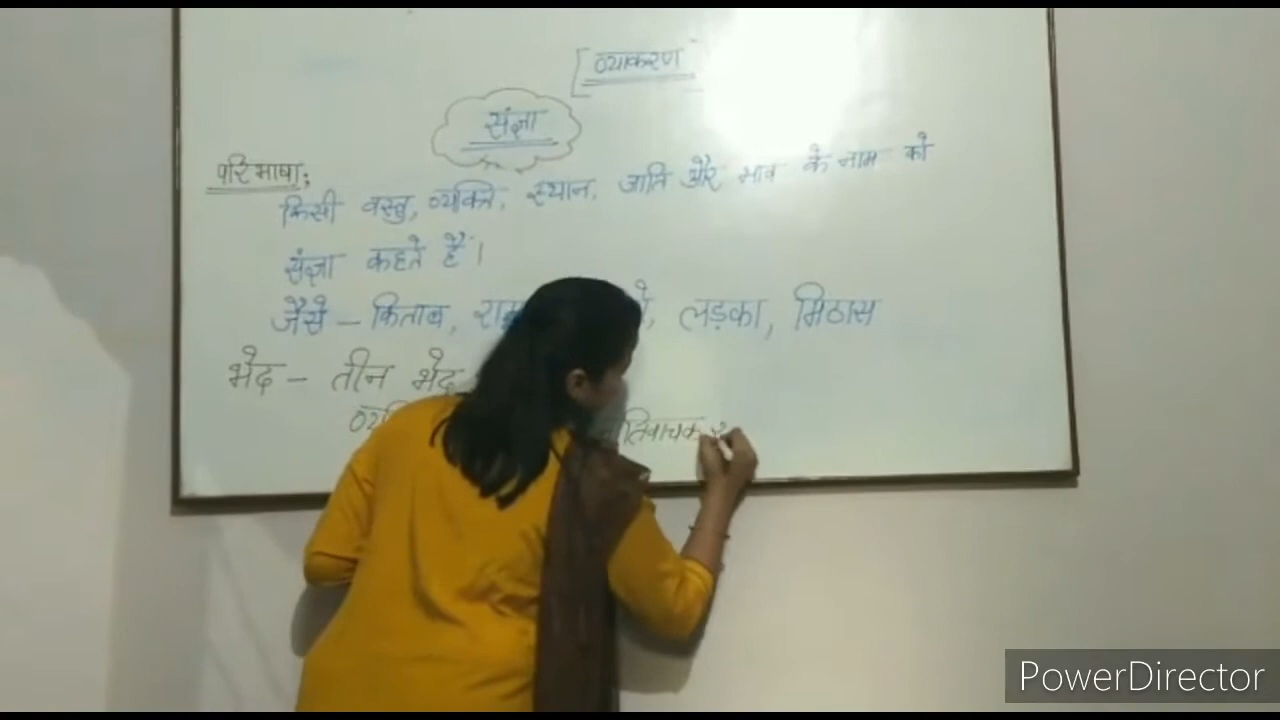 [व्याकरण]
संज्ञा
परिभाषा:
किसी वस्तु, व्यक्ति, स्थान, जाति और भाव के नाम को
संज्ञा कहते हैं।
जैसे – किताब, लड़का, मिठास
भेद – तीन भेद
PowerDirector